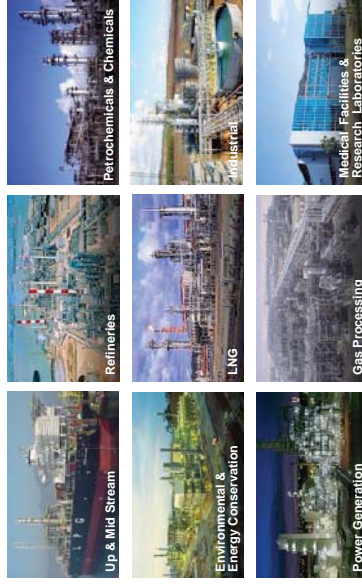 Up & Mid Stream
Refineries
Petrochemicals & Chemicals
Environmental &
Energy Conservation
LNG
Industrial
Power Generation
Gas Processing
Medical Facilities &
Research Laboratories
L P G